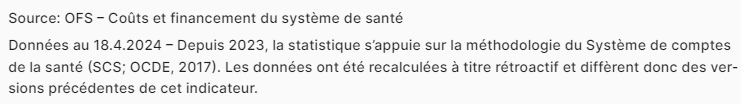 Source: OFS – Coûts et financement du système de santé
Données au 18.4.2024 – Depuis 2023, la statistique s’appuie sur la méthodologie du Système de comptes
de la santé (SCS; OCDE, 2017). Les données ont été recalculées à titre rétroactif et diffèrent donc des ver-
sions précédentes de cet indicateur.